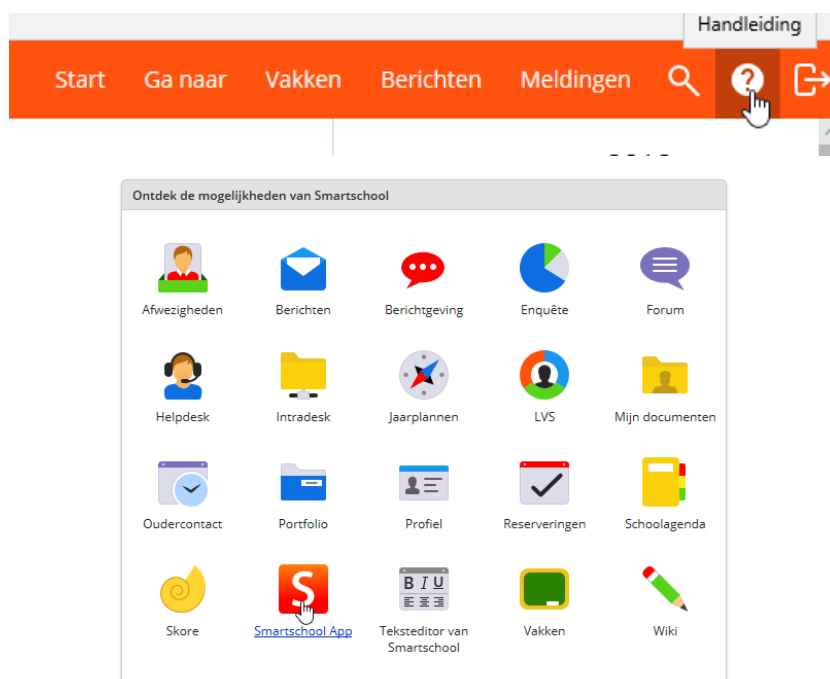 Handleiding
Start Ga naar Vakken Berichten Meldingen ?
Ontdek de mogelijkheden van Smartschool
Afwezigheden Berichten Berichtgeving Enquête Forum
Helpdesk Intradesk Jaarplannen LVS Mijn documenten
Oudercontact Portfolio Profiel Reserveringen Schoolagenda
S
B I U
Skore Smartschool App Teksteditor van Vakken Wiki
Smartschool